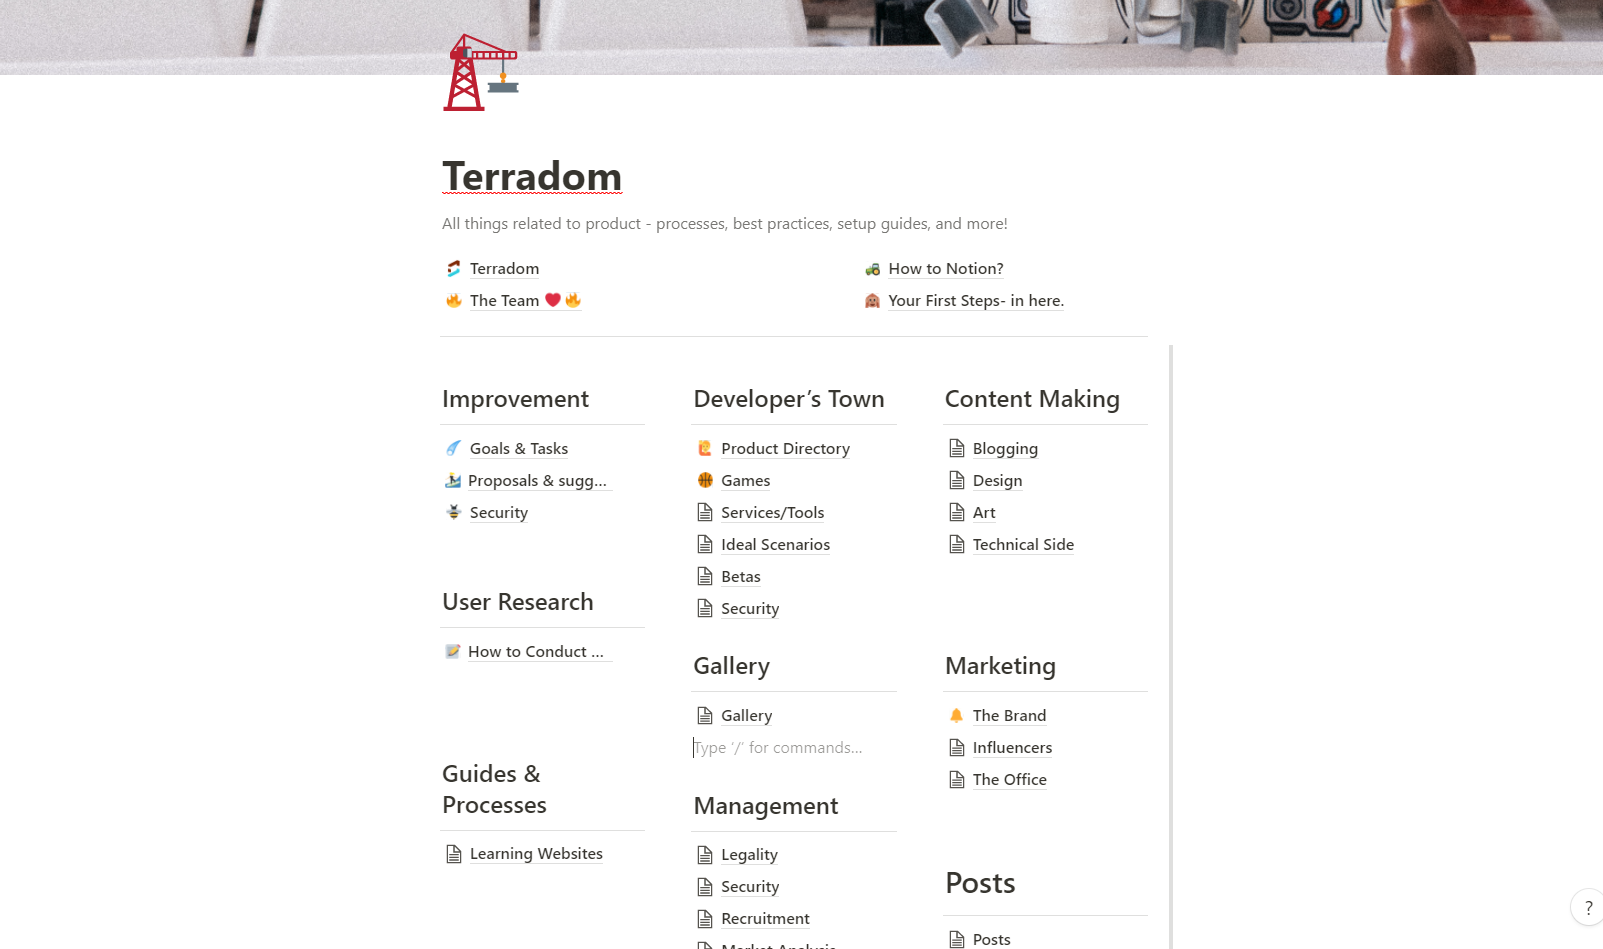 Terradom
All things related to product - processes, best practices, setup guides, and more!
Terradom
The Team
How to Notion?
Your First Steps- in here.
Improvement
Goals & Tasks
Proposals & sugg...
Security
User Research
How to Conduct ...
Guides &
Processes
Learning Websites
Developer’s Town
Product Directory
Games
Services/Tools
Ideal Scenarios
Betas
Security
Gallery
Gallery
Type ‘/’ for commands...
Management
Legality
Security
Recruitment
Market Analysis
Content Making
Blogging
Design
Art
Technical Side
Marketing
The Brand
Influencers
The Office
Posts
Posts
?